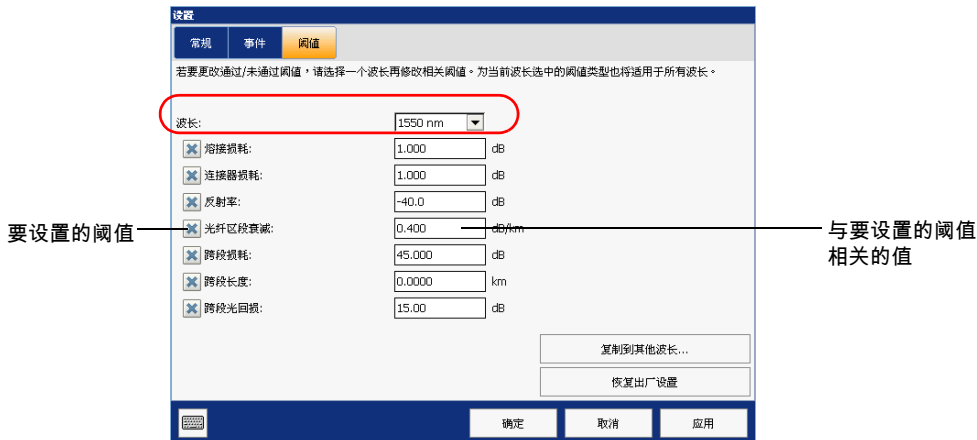 设置
常规 事件 阈值
若要更改通过/未通过阈值，请选择一个波长再修改相关阈值。为当前波长选中的阈值类型也将适用于所有波长。
波长: 1550 nm
熔接损耗: 1.000 dB
连接器损耗: 1.000 dB
反射率: -40.0 dB
光纤区段衰减: 0.400 dB/km
跨段损耗: 45.000 dB
跨段长度: 0.0000 km
跨段光回损: 15.00 dB
要设置的阈值
与要设置的阈值
相关的值
复制到其他波长...
恢复出厂设置
确定 取消 应用